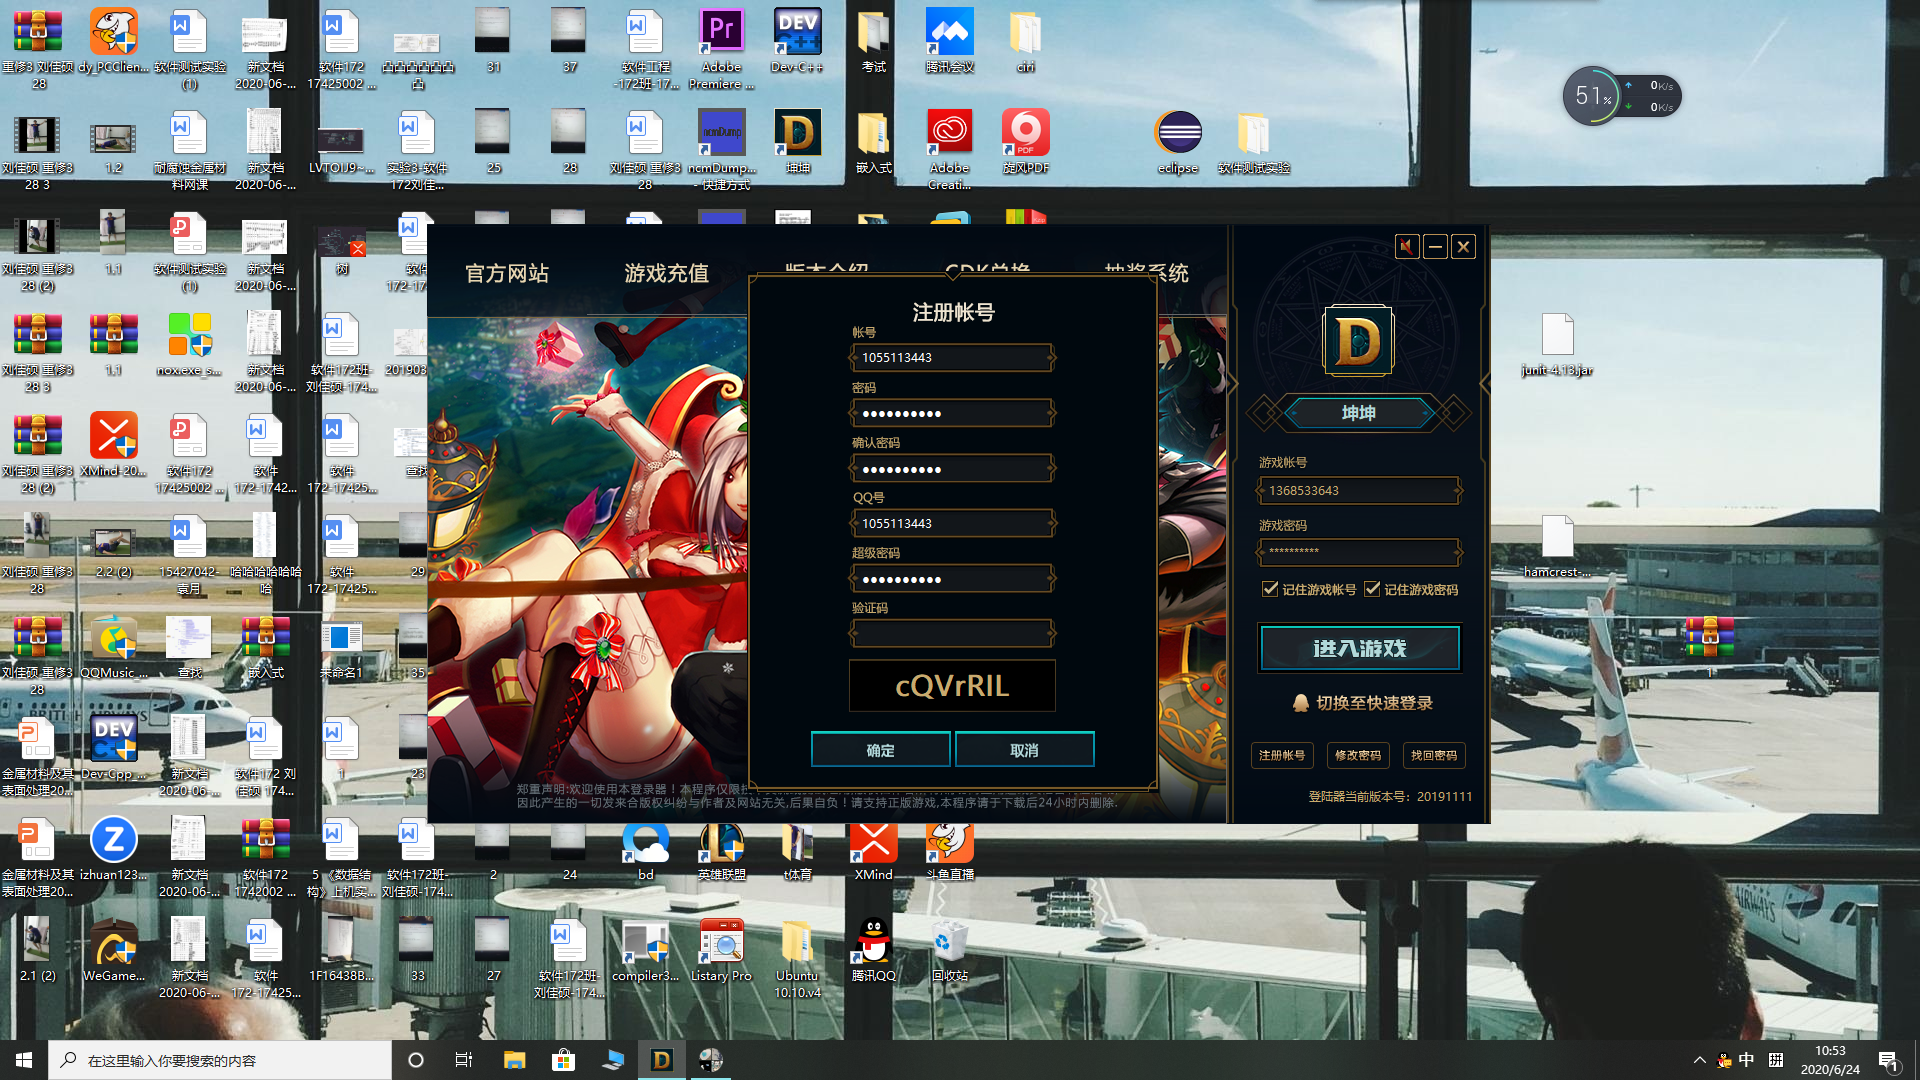 重修3 刘佳硕 28
dy_PCClien...
软件测试实验 (1)
新文档 2020-06-...
软件172 17425002 ...
凸凸凸凸凸凸凸
31
37
软件工程 -172班-17...
Adobe Premiere ...
Dev-C++
考试
腾讯会议
ciri
51%
0K/s
0K/s
刘佳硕 重修3 28 3
1.2
耐腐蚀金属材料网课
新文档 2020-06-...
LVTOIJ9~...
实验3-软件172刘佳...
25
28
刘佳硕 重修3 28
ncmDump... - 快捷方式
坤坤
嵌入式
Adobe Creati...
旋风PDF
eclipse
软件测试实验
刘佳硕 重修3 28 (2)
1.1
软件测试实验 (1)
新文档 2020-06-...
树
官方网站
游戏充值
版本介绍
CDK兑换
抽奖系统
刘佳硕 重修3 28 3
1.1
nox.exe_s...
新文档 2020-06-...
软件172班-刘佳硕-174...
201903
注册帐号
帐号
1055113443
密码
●●●●●●●●●●
确认密码
●●●●●●●●●●
QQ号
1055113443
超级密码
●●●●●●●●●●
验证码
cQVrRIL
确定
取消
坤坤
游戏帐号
1368533643
游戏密码
**********
记住游戏帐号
记住游戏密码
进入游戏
切换至快速登录
注册帐号
修改密码
找回密码
登陆器当前版本号：20191111
郑重声明:欢迎使用本登录器！本程序仅限技
因此产生的一切发来合版权纠纷与作者及网站无关,后果自负！请支持正版游戏,本程序请于下载后24小时内删除.
junit-4.13.jar
hamcrest-...
1
刘佳硕 重修3 28 (2)
XMind-20...
软件172 17425002 ...
软件 172-1742...
软件 172-17425...
查找
刘佳硕 重修3 28
2.2 (2)
15427042-袁月
哈哈哈哈哈哈哈
软件 172-17425...
29
刘佳硕 重修3 28
QQMusic_...
查找
嵌入式
未命名1
35
金属材料及其表面处理20...
Dev-Cpp_...
新文档 2020-06-...
软件172 刘佳硕 174...
1
23
金属材料及其表面处理20...
izhuan123...
新文档 2020-06-...
软件172 1742002 ...
5 《数据结构》上机实...
软件172班-刘佳硕-174...
2
24
bd
英雄联盟
t体育
XMind
斗鱼直播
2.1 (2)
WeGame...
新文档 2020-06-...
软件 172-17425...
1F16438B...
33
27
软件172班-刘佳硕-174...
compiler3...
Listary Pro
Ubuntu 10.10.v4
腾讯QQ
回收站
在这里输入你要搜索的内容
中
拼
10:53
2020/6/24
1